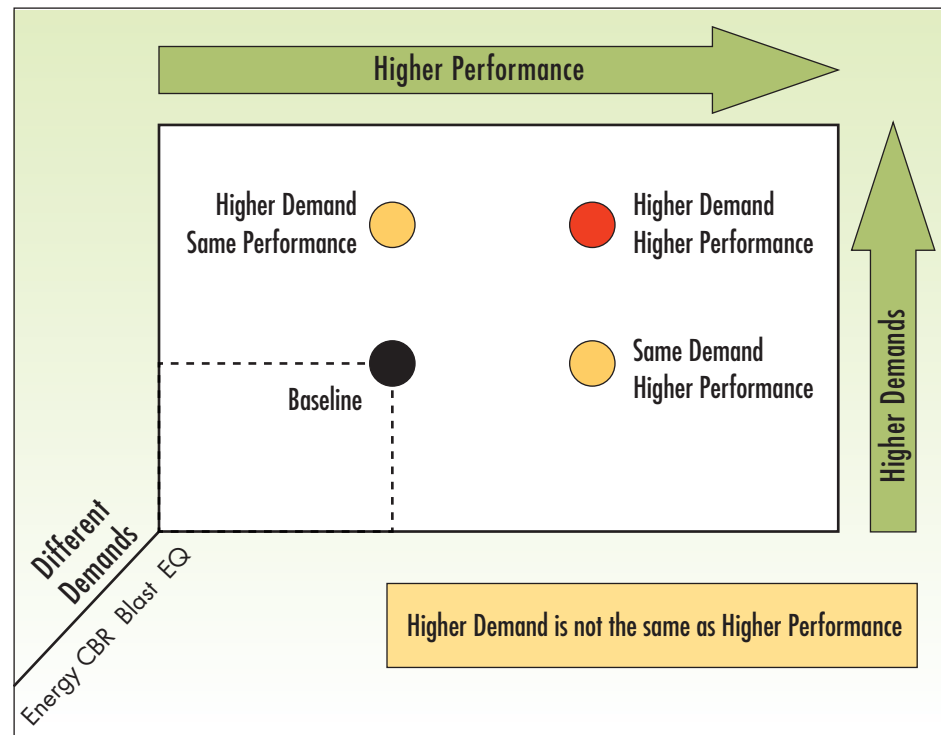 Higher Performance
Higher Demand
Same Performance
Higher Demand
Higher Performance
Higher Demands
Baseline
Same Demand
Higher Performance
Different
Demands
Energy CBR Blast EQ
Higher Demand is not the same as Higher Performance